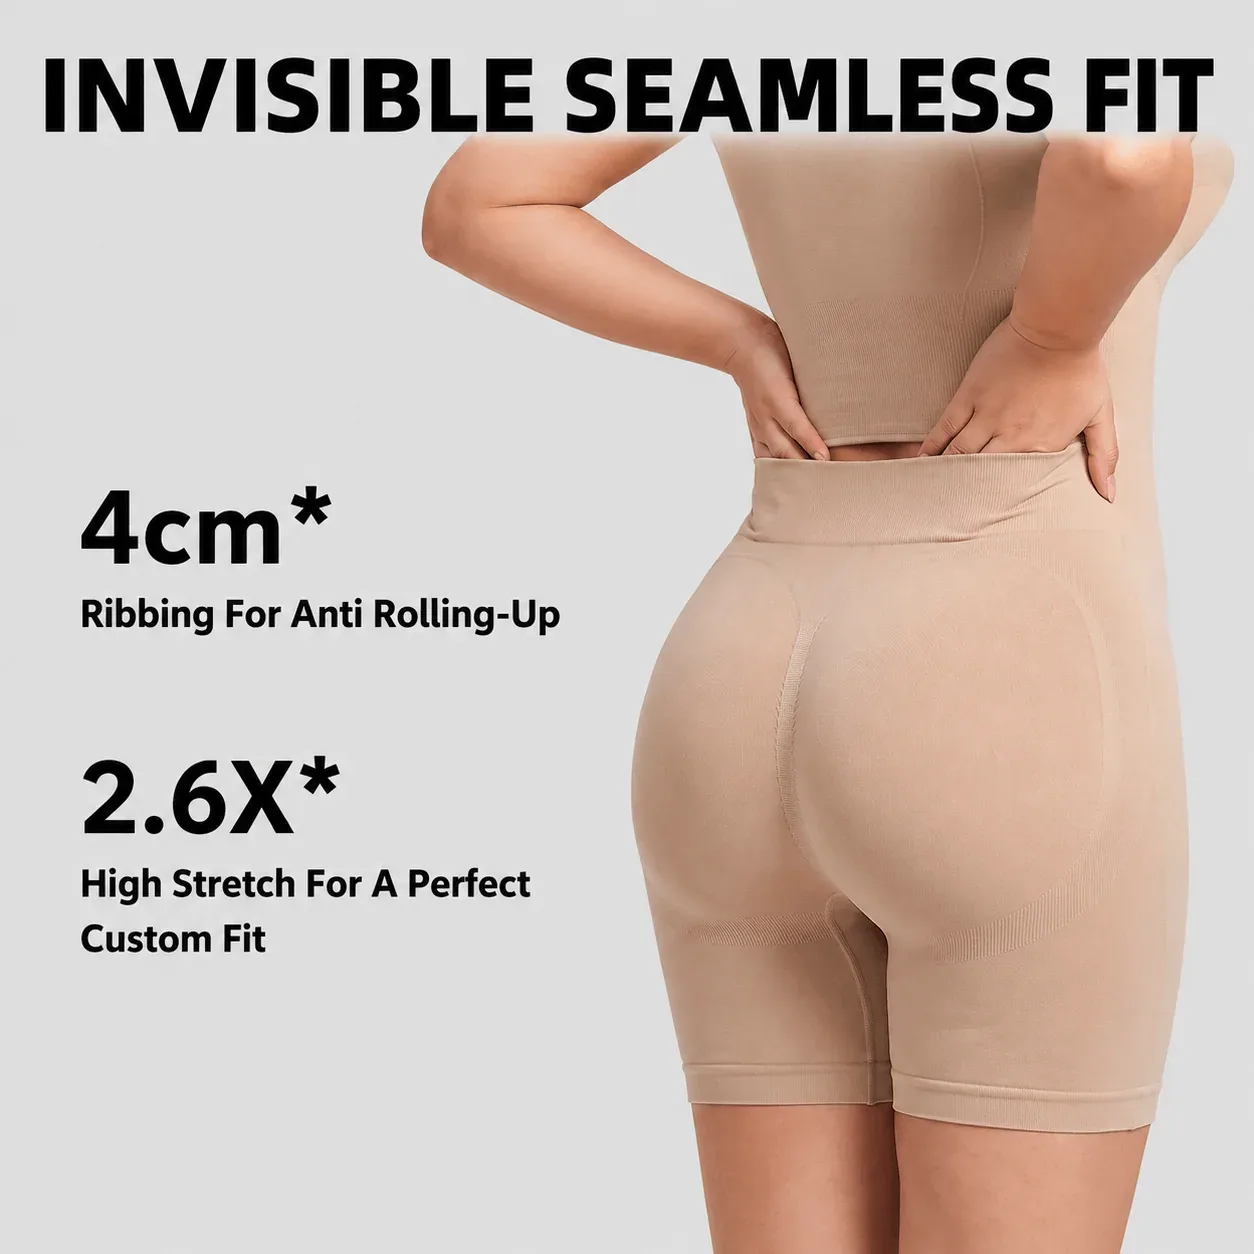 INVISIBLE SEAMLESS FIT
4cm*
Ribbing For Anti Rolling-Up
2.6X*
High Stretch For A Perfect
Custom Fit